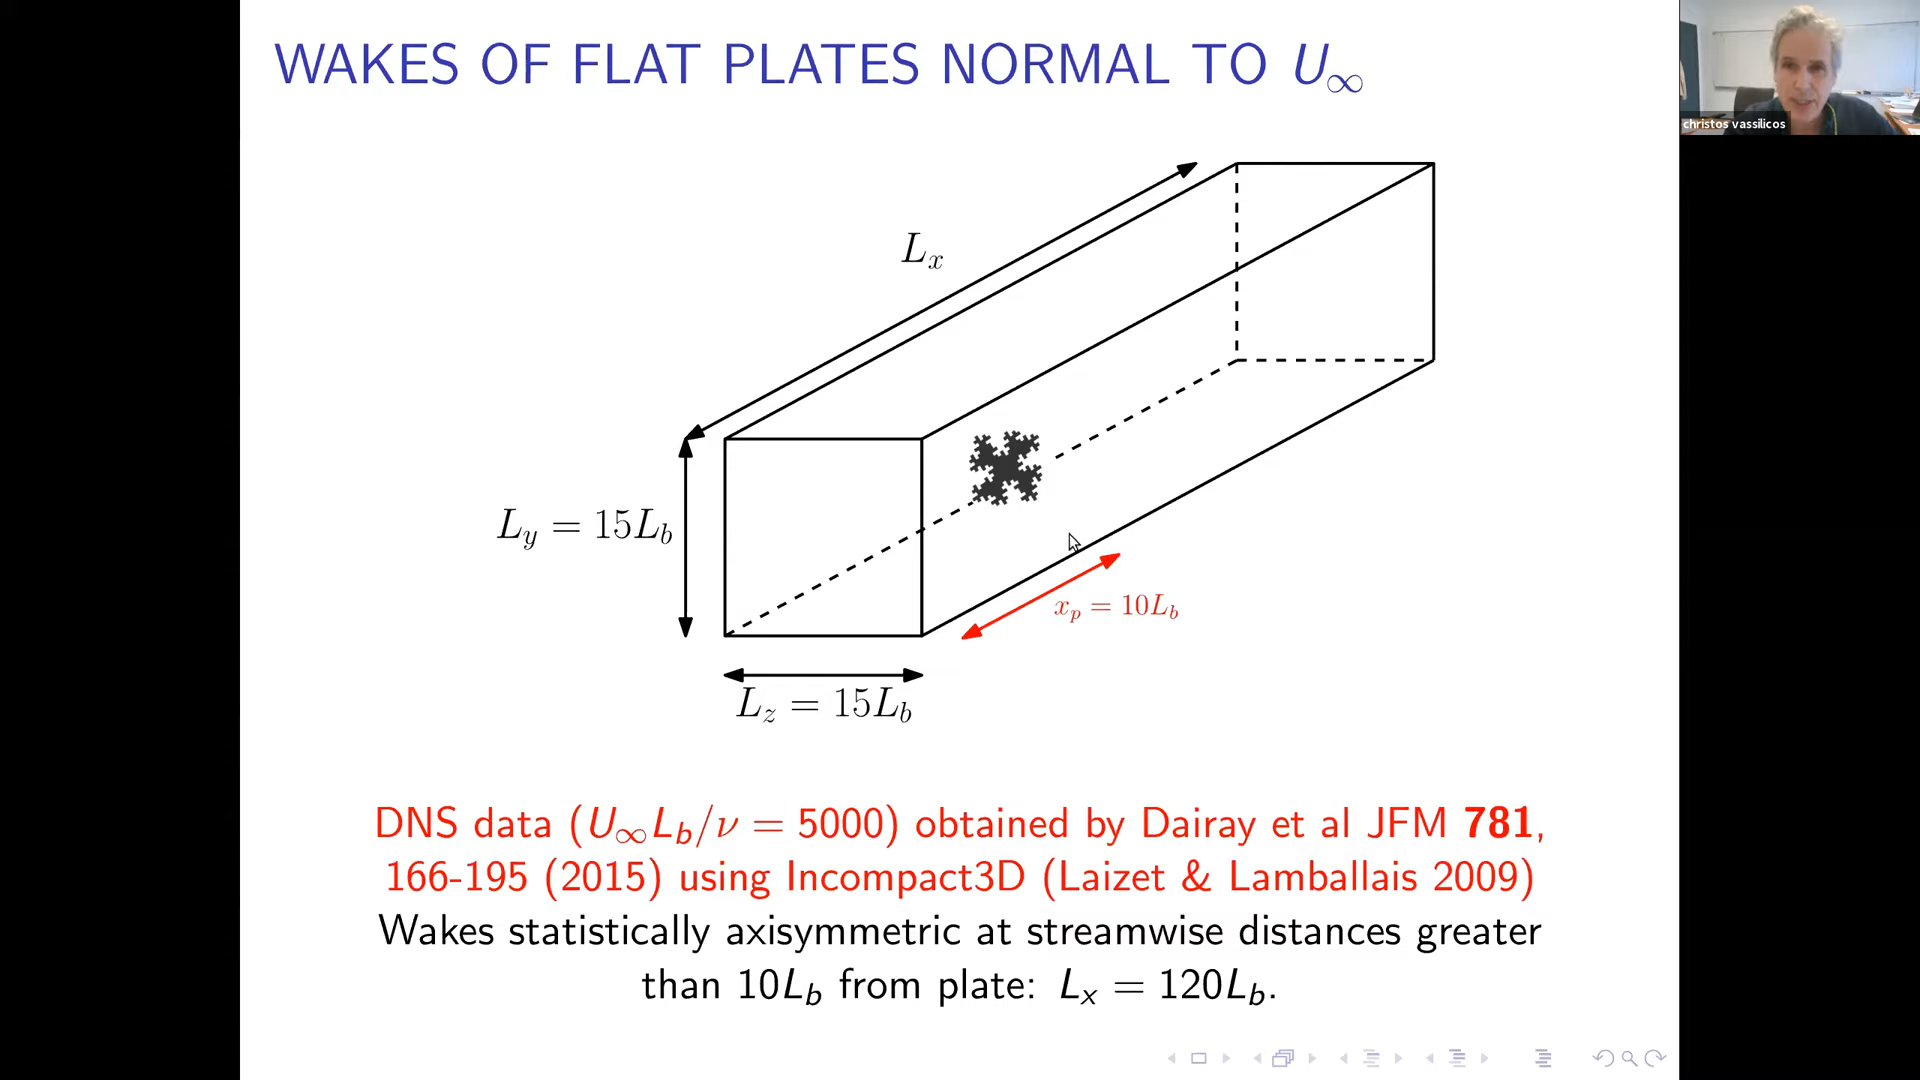 WAKES OF FLAT PLATES NORMAL TO U∞
christos vassilicos
Lx
Ly = 15Lb
xp = 10Lb
Lz = 15Lb
DNS data (U∞Lb/ν = 5000) obtained by Dairay et al JFM 781,
166-195 (2015) using Incompact3D (Laizet & Lamballais 2009)
Wakes statistically axisymmetric at streamwise distances greater
than 10Lb from plate: Lx = 120Lb.